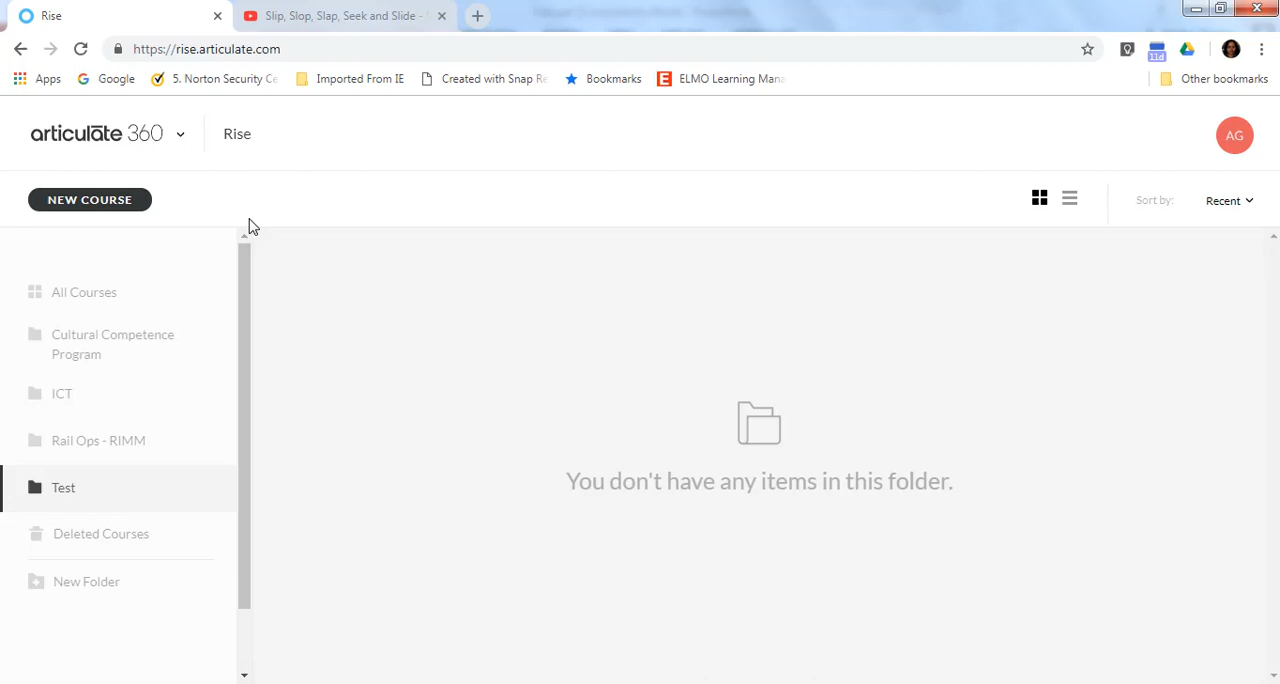 Rise
Slip, Slop, Slap, Seek and Slide -
https://rise.articulate.com
Apps
Google
5. Norton Security Ce
Imported From IE
Created with Snap Re
Bookmarks
ELMO Learning Mana
Other bookmarks
11d
articulate 360
Rise
AG
NEW COURSE
Sort by:
Recent
All Courses
Cultural Competence
Program
ICT
Rail Ops - RIMM
Test
Deleted Courses
New Folder
You don't have any items in this folder.